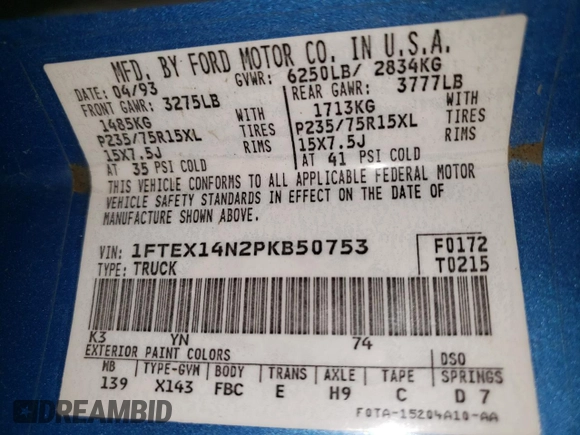 MFD. BY FORD MOTOR CO. IN U.S.A.
DATE: 04/93 GVWR: 6250LB/ 2834KG
FRONT GAWR: 3275LB REAR GAWR: 3777LB
1485KG WITH 1713KG WITH
P235/75R15XL TIRES P235/75R15XL TIRES
15X7.5J RIMS 15X7.5J RIMS
AT 35 PSI COLD AT 41 PSI COLD
THIS VEHICLE CONFORMS TO ALL APPLICABLE FEDERAL MOTOR
VEHICLE SAFETY STANDARDS IN EFFECT ON THE DATE OF
MANUFACTURE SHOWN ABOVE.
VIN: 1FTEX14N2PKB50753 F0172
TYPE: TRUCK T0215
K3 YN 74
EXTERIOR PAINT COLORS DSO
WB TYPE-GVM BODY TRANS AXLE TAPE SPRINGS
139 X143 FBC E H9 C D 7
F0TA-15204A10-AA
DREAMBID